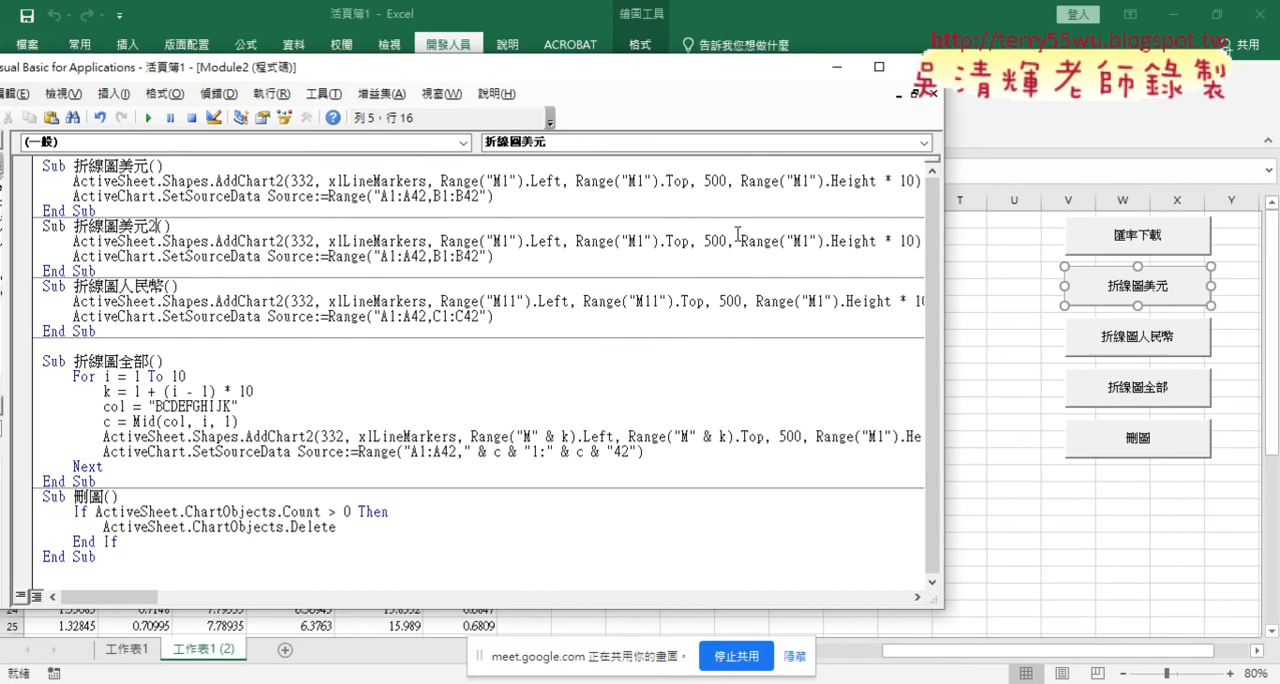 活頁簿1 - Excel
繪圖工具
登入
檔案 常用 插入 版面配置 公式 資料 校閱 檢視 開發人員 說明 ACROBAT 格式 告訴我您想做什麼 共用
http://terry55wu.blogspot.tw
吳清輝老師錄製
sual Basic for Applications - 活頁簿1 - [Module2 (程式碼)]
編輯(E) 檢視(V) 插入(I) 格式(O) 偵錯(D) 執行(R) 工具(T) 增益集(A) 視窗(W) 說明(H)
列 5，行 16
(一般) 折線圖美元
Sub 折線圖美元()
ActiveSheet.Shapes.AddChart2(332, xlLineMarkers, Range("M1").Left, Range("M1").Top, 500, Range("M1").Height * 10)
ActiveChart.SetSourceData Source:=Range("A1:A42,B1:B42")
End Sub
Sub 折線圖美元2()
ActiveSheet.Shapes.AddChart2(332, xlLineMarkers, Range("M1").Left, Range("M1").Top, 500, Range("M1").Height * 10)
ActiveChart.SetSourceData Source:=Range("A1:A42,B1:B42")
End Sub
Sub 折線圖人民幣()
ActiveSheet.Shapes.AddChart2(332, xlLineMarkers, Range("M11").Left, Range("M11").Top, 500, Range("M1").Height * 10
ActiveChart.SetSourceData Source:=Range("A1:A42,C1:C42")
End Sub
Sub 折線圖全部()
For i = 1 To 10
k = 1 + (i - 1) * 10
col = "BCDEFGHIJK"
c = Mid(col, i, 1)
ActiveSheet.Shapes.AddChart2(332, xlLineMarkers, Range("M" & k).Left, Range("M" & k).Top, 500, Range("M1").He
ActiveChart.SetSourceData Source:=Range("A1:A42," & c & "1:" & c & "42")
Next
End Sub
Sub 刪圖()
If ActiveSheet.ChartObjects.Count > 0 Then
ActiveSheet.ChartObjects.Delete
End If
End Sub
T U V W X Y
匯率下載
折線圖美元
折線圖人民幣
折線圖全部
刪圖
25 1.32845 0.70995 7.78935 6.3763 15.989 0.6809
工作表1 工作表1 (2)
meet.google.com 正在共用你的畫面。 停止共用 隱藏
就緒 80%